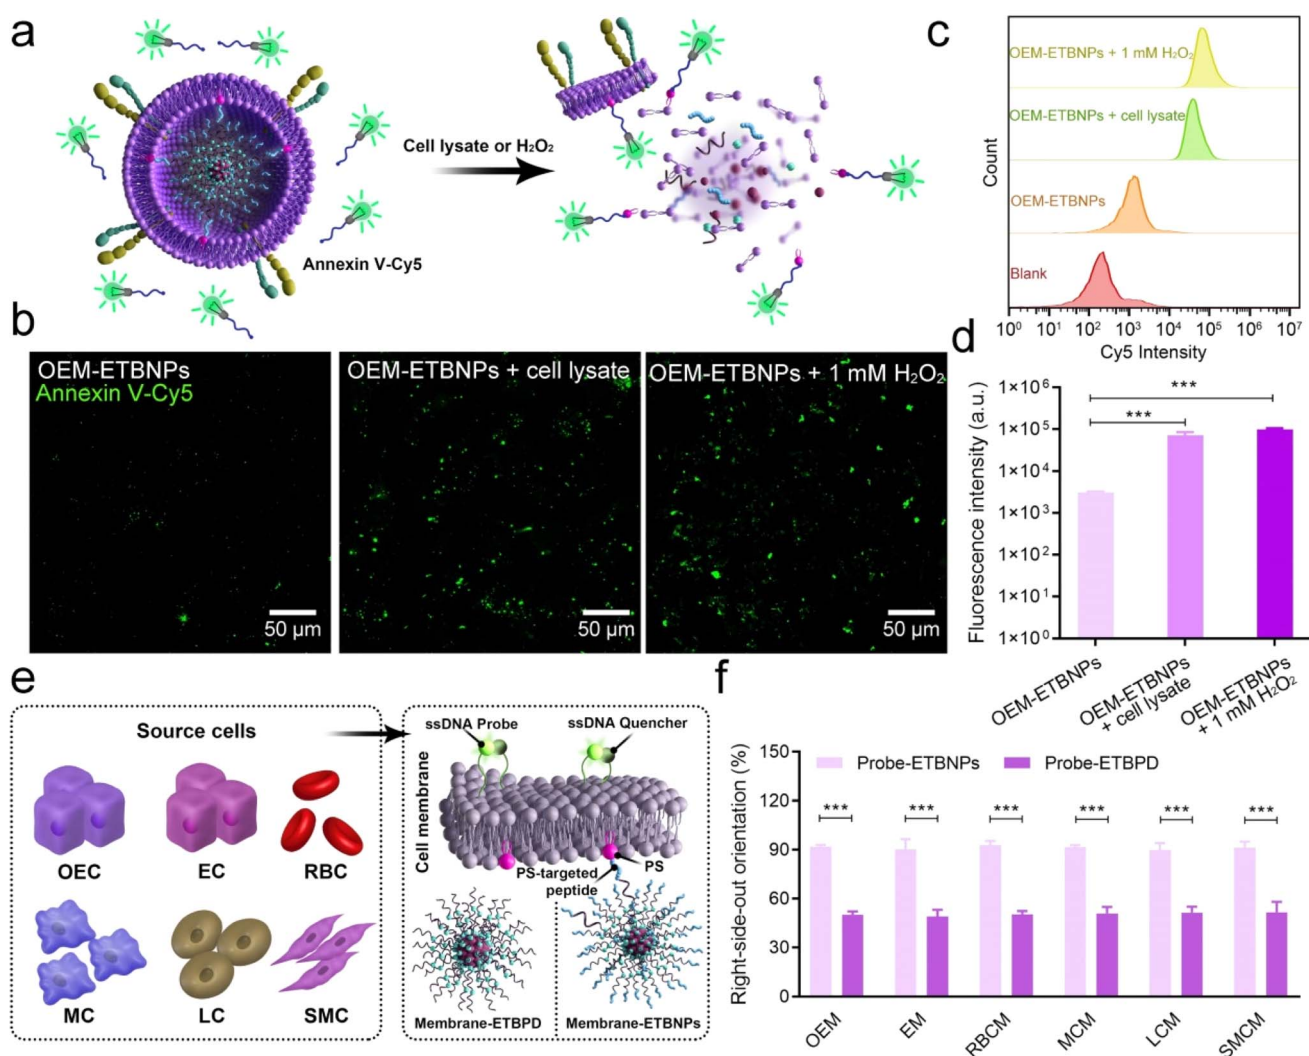 a
Cell lysate or H₂O₂
Annexin V-Cy5
b
OEM-ETBNPs
Annexin V-Cy5
50 μm
OEM-ETBNPs + cell lysate
50 μm
OEM-ETBNPs + 1 mM H₂O₂
50 μm
c
Count
OEM-ETBNPs + 1 mM H₂O₂
OEM-ETBNPs + cell lysate
OEM-ETBNPs
Blank
10⁰ 10¹ 10² 10³ 10⁴ 10⁵ 10⁶ 10⁷
Cy5 Intensity
d
Fluorescence intensity (a.u.)
1×10⁶
1×10⁵
1×10⁴
1×10³
1×10²
1×10¹
1×10⁰
***
***
OEM-ETBNPs
OEM-ETBNPs
+ cell lysate
OEM-ETBNPs
+ 1 mM H₂O₂
e
Source cells
OEC EC RBC
MC LC SMC
ssDNA Probe
ssDNA Quencher
Cell membrane
PS-targeted
peptide
PS
Membrane-ETBPD
Membrane-ETBNPs
f
Right-side-out orientation (%)
150
120
90
60
30
0
Probe-ETBNPs Probe-ETBPD
*** *** *** *** *** ***
OEM EM RBCM MCM LCM SMCM